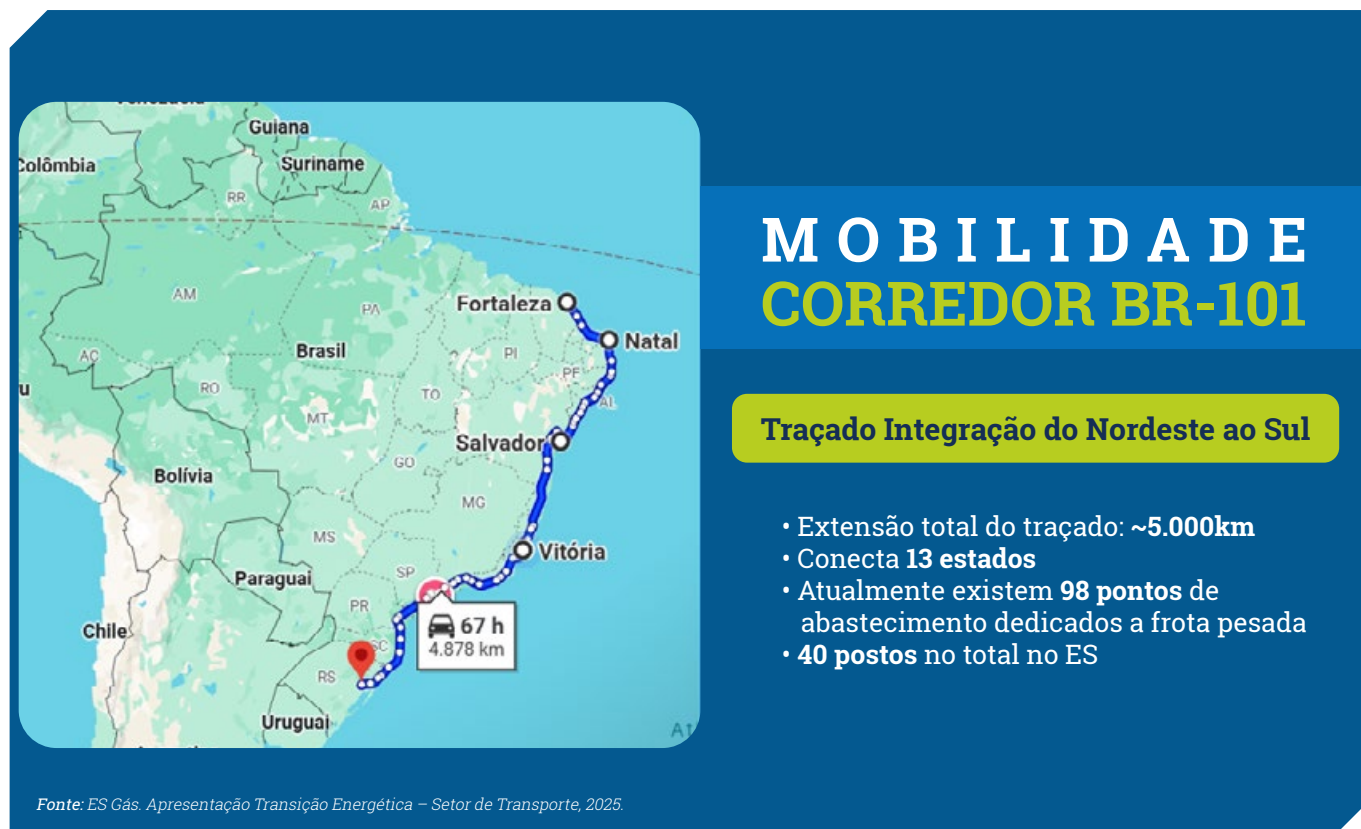 Guiana
Colômbia
Suriname
RR
AP
AM
PA
Fortaleza
Natal
Brasil
PI
AC
PE
RO
TO
AL
MT
Salvador
GO
Bolívia
MG
MS
Vitória
SP
Paraguai
PR
Chile
67 h
4.878 km
SC
RS
Uruguai
MOBILIDADE
CORREDOR BR-101
Traçado Integração do Nordeste ao Sul
• Extensão total do traçado: ~5.000km
• Conecta 13 estados
• Atualmente existem 98 pontos de
abastecimento dedicados a frota pesada
• 40 postos no total no ES
Fonte: ES Gás. Apresentação Transição Energética – Setor de Transporte, 2025.